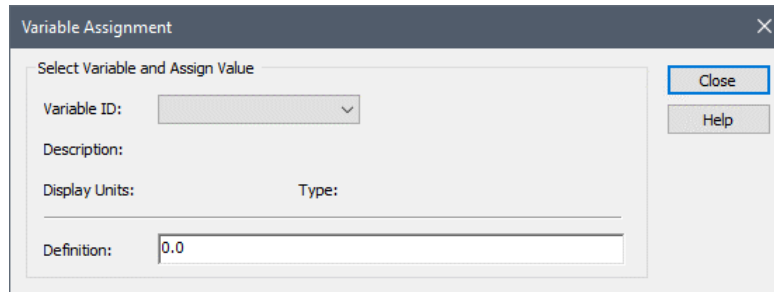 Variable Assignment
Select Variable and Assign Value
Close
Variable ID:
Help
Description:
Display Units: Type:
Definition: 0.0